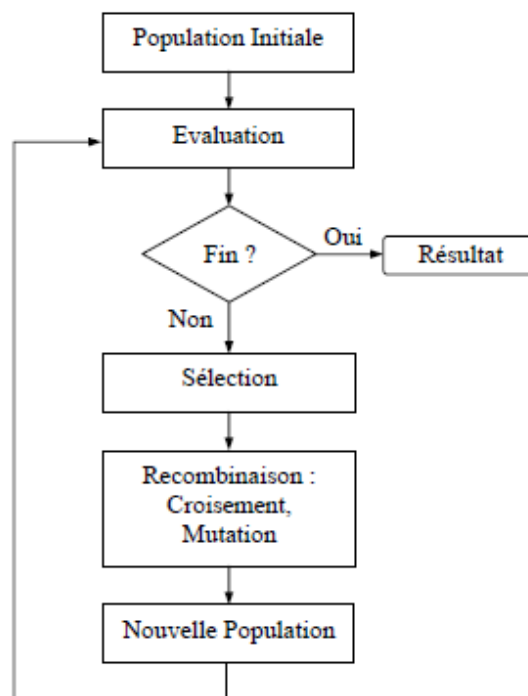 Population Initiale
Evaluation
Fin ?
Oui
Résultat
Non
Sélection
Recombinaison :
Croisement,
Mutation
Nouvelle Population